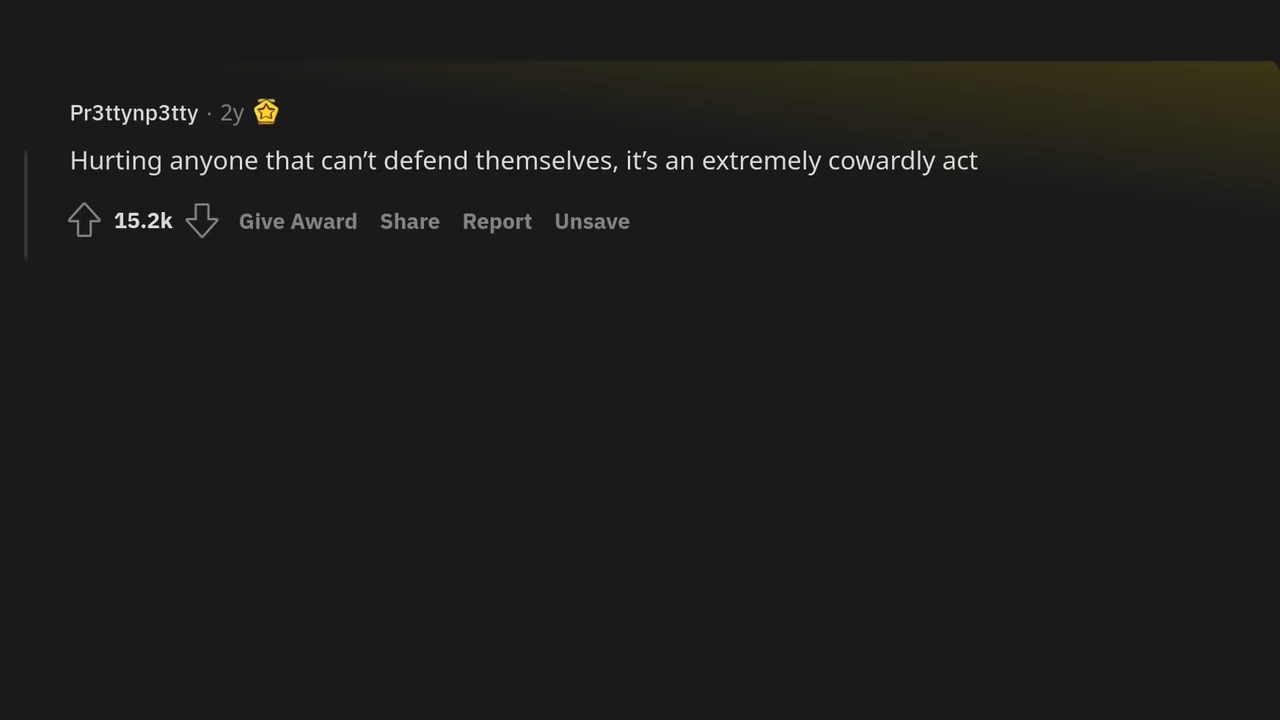 Pr3ttynp3tty · 2y
Hurting anyone that can’t defend themselves, it’s an extremely cowardly act
15.2k Give Award Share Report Unsave